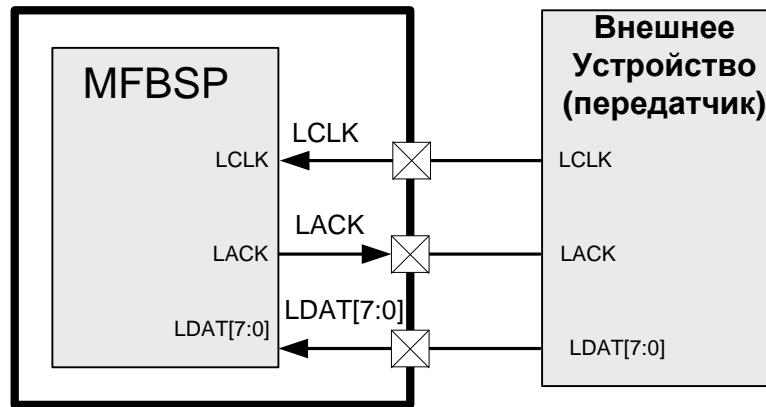 Внешнее
Устройство
(передатчик)
MFBSP
LCLK
LCLK
LCLK
LACK
LACK
LACK
LDAT[7:0]
LDAT[7:0]
LDAT[7:0]